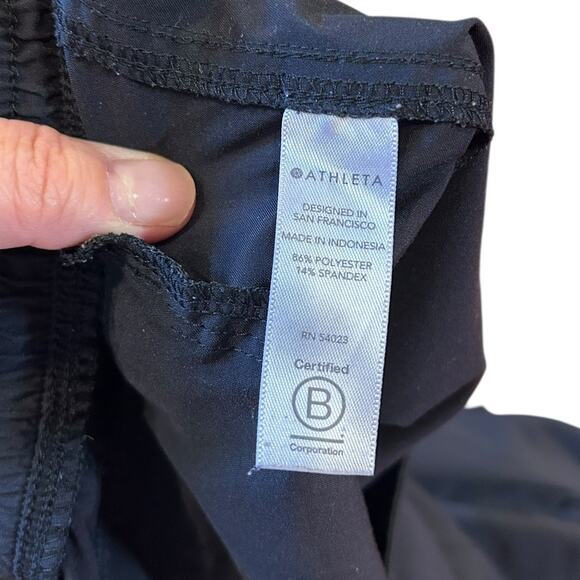 ATHLETA
DESIGNED IN
SAN FRANCISCO
MADE IN INDONESIA
86% POLYESTER
14% SPANDEX
RN 54023
Certified
B
Corporation